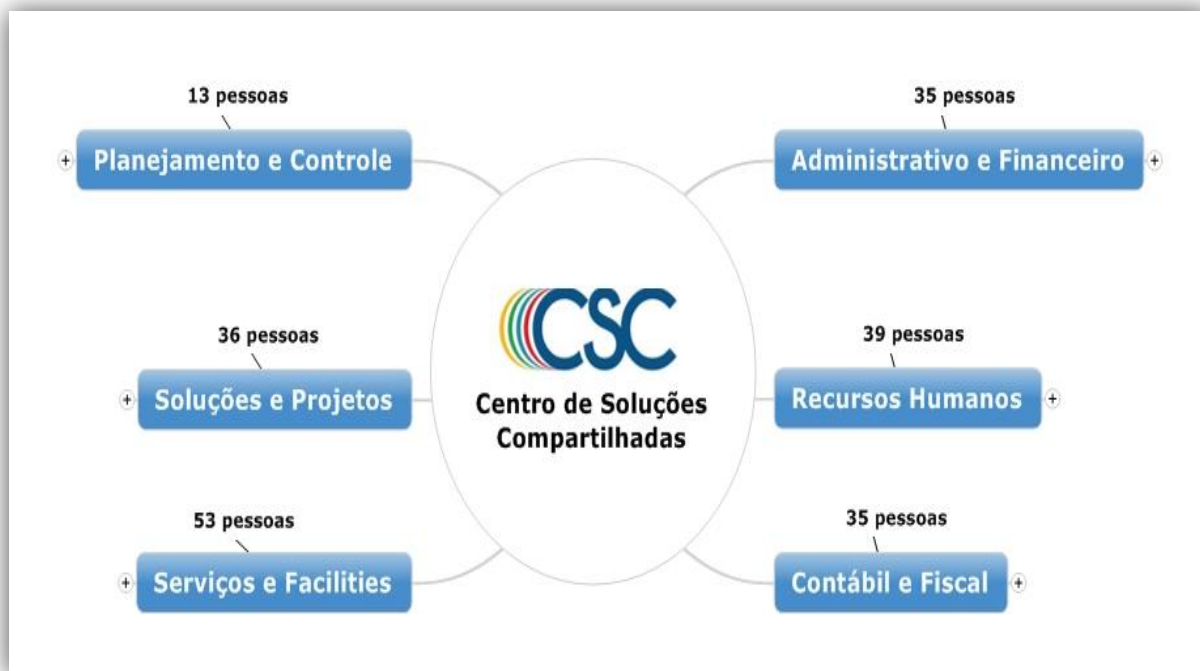 13 pessoas
Planejamento e Controle
35 pessoas
Administrativo e Financeiro
36 pessoas
Soluções e Projetos
CSC
Centro de Soluções
Compartilhadas
39 pessoas
Recursos Humanos
53 pessoas
Serviços e Facilities
35 pessoas
Contábil e Fiscal